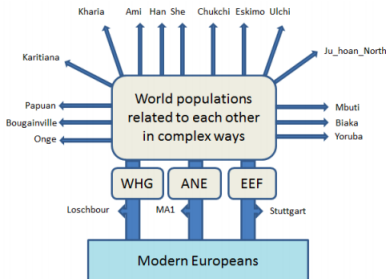 Kharia Ami Han She Chukchi Eskimo Ulchi
Karitiana Ju_hoan_North
World populations
related to each other
in complex ways
Papuan Mbuti
Bougainville Biaka
Onge Yoruba
WHG ANE EEF
Loschbour MA1 Stuttgart
Modern Europeans